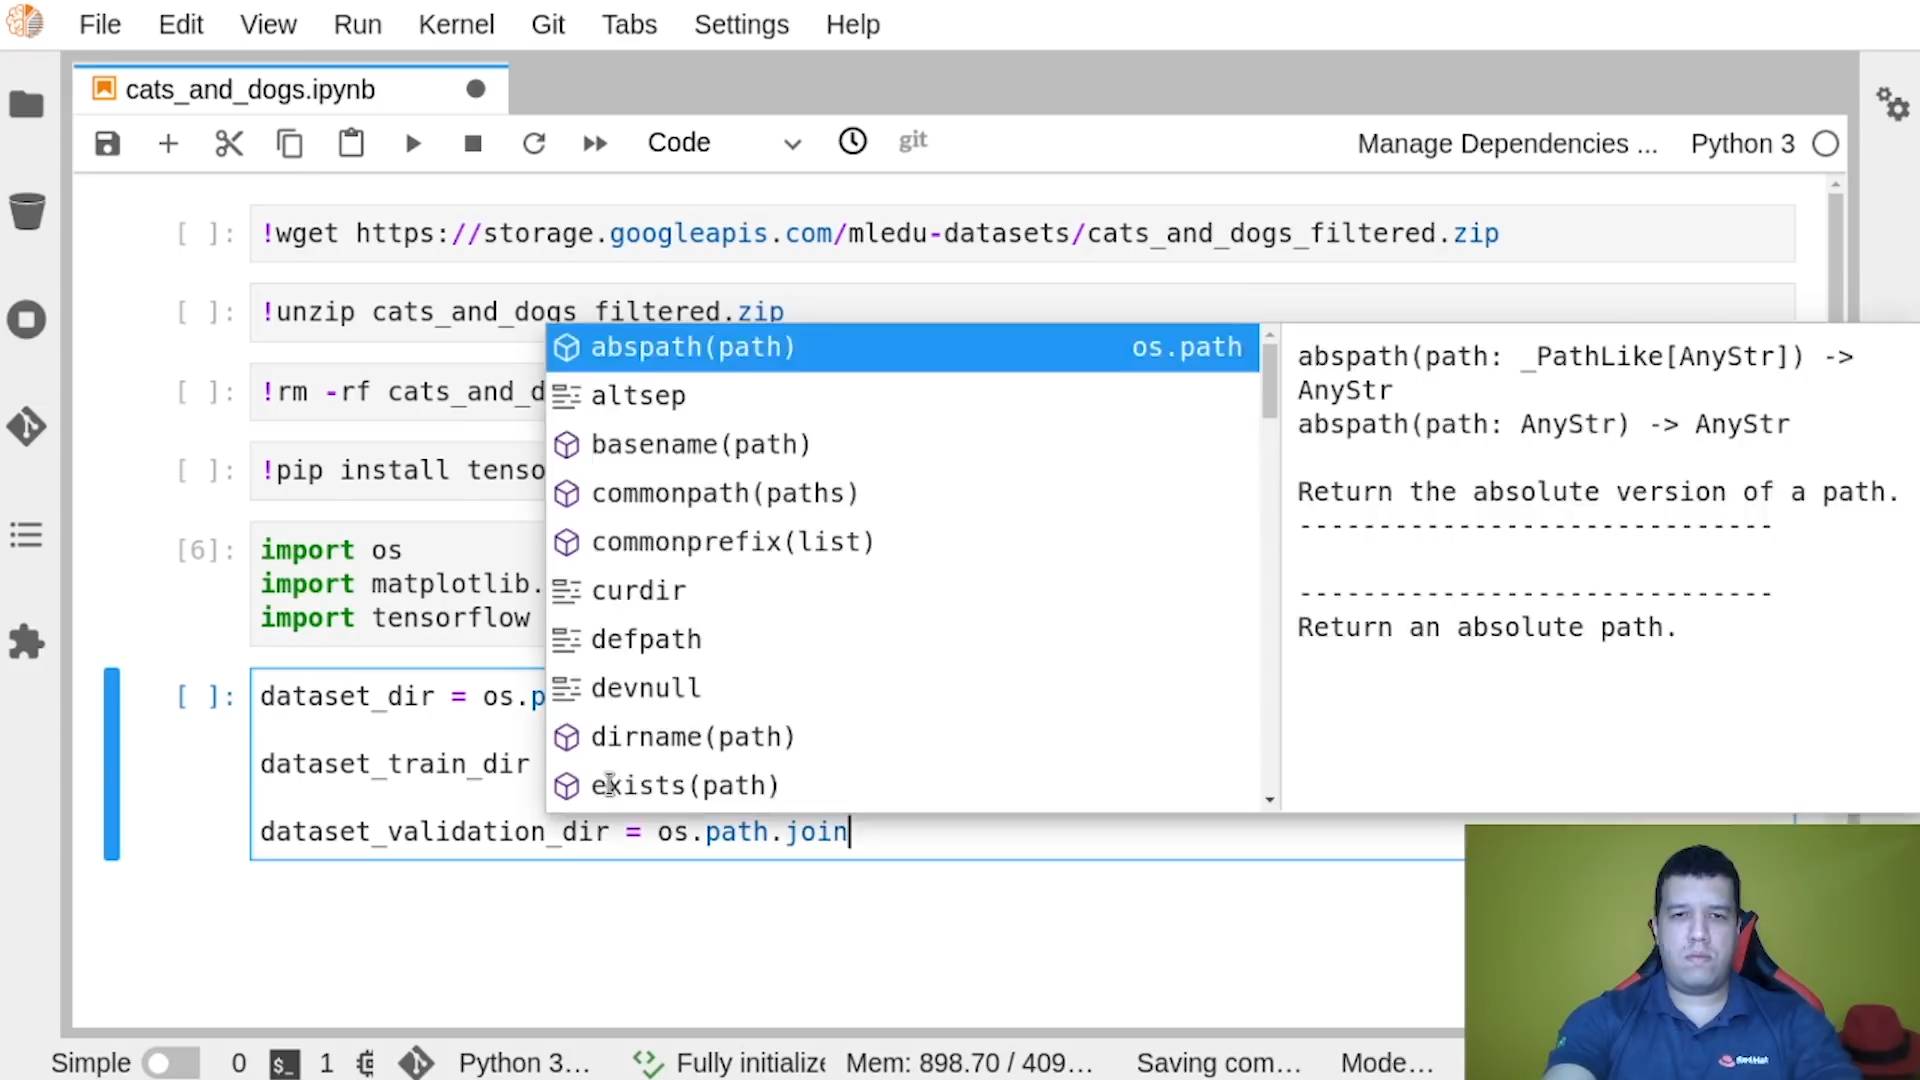 File Edit View Run Kernel Git Tabs Settings Help
cats_and_dogs.ipynb
Code git Manage Dependencies ... Python 3
[ ]: !wget https://storage.googleapis.com/mledu-datasets/cats_and_dogs_filtered.zip
[ ]: !unzip cats_and_dogs_filtered.zip
abspath(path) os.path
abspath(path: _PathLike[AnyStr]) ->
AnyStr
abspath(path: AnyStr) -> AnyStr
Return the absolute version of a path.
------------------------------
------------------------------
Return an absolute path.
altsep
basename(path)
commonpath(paths)
commonprefix(list)
curdir
defpath
devnull
dirname(path)
exists(path)
[ ]: !rm -rf cats_and_d
[ ]: !pip install tenso
[6]: import os
import matplotlib.
import tensorflow
[ ]: dataset_dir = os.p
dataset_train_dir
dataset_validation_dir = os.path.join
Red Hat
Simple 0 $_ 1 Python 3... Fully initialize Mem: 898.70 / 409... Saving com... Mode...